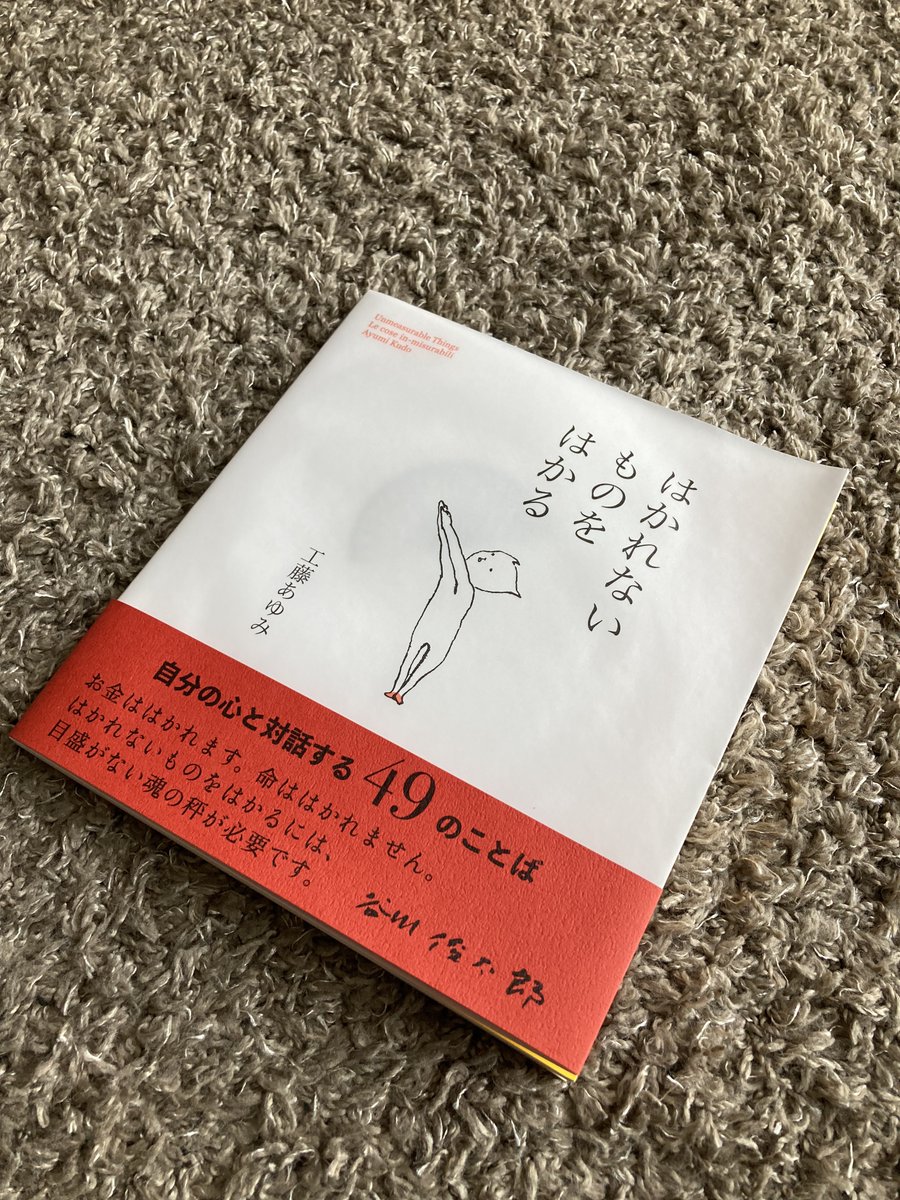 Unmeasurable Things
Le cose in-misurabili
Ayumi Kudo
はかれない
ものを
はかる
工藤あゆみ
自分の心と対話する49のことば
お金ははかれます。命ははかれません。
はかれないものをはかるには、
目盛がない魂の秤が必要です。
谷川俊太郎